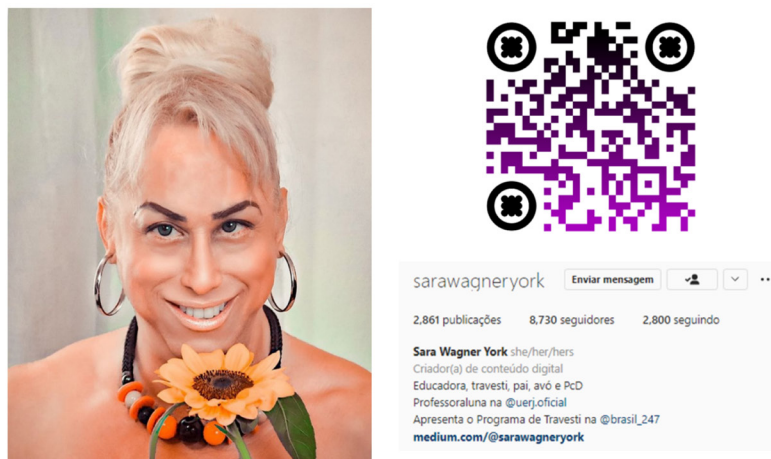 sarawagneryork Enviar mensagem
2,861 publicações 8,730 seguidores 2,800 seguindo
Sara Wagner York she/her/hers
Criador(a) de conteúdo digital
Educadora, travesti, pai, avó e PcD
Professoraluna na @uerj.oficial
Apresenta o Programa de Travesti na @brasil_247
medium.com/@sarawagneryork